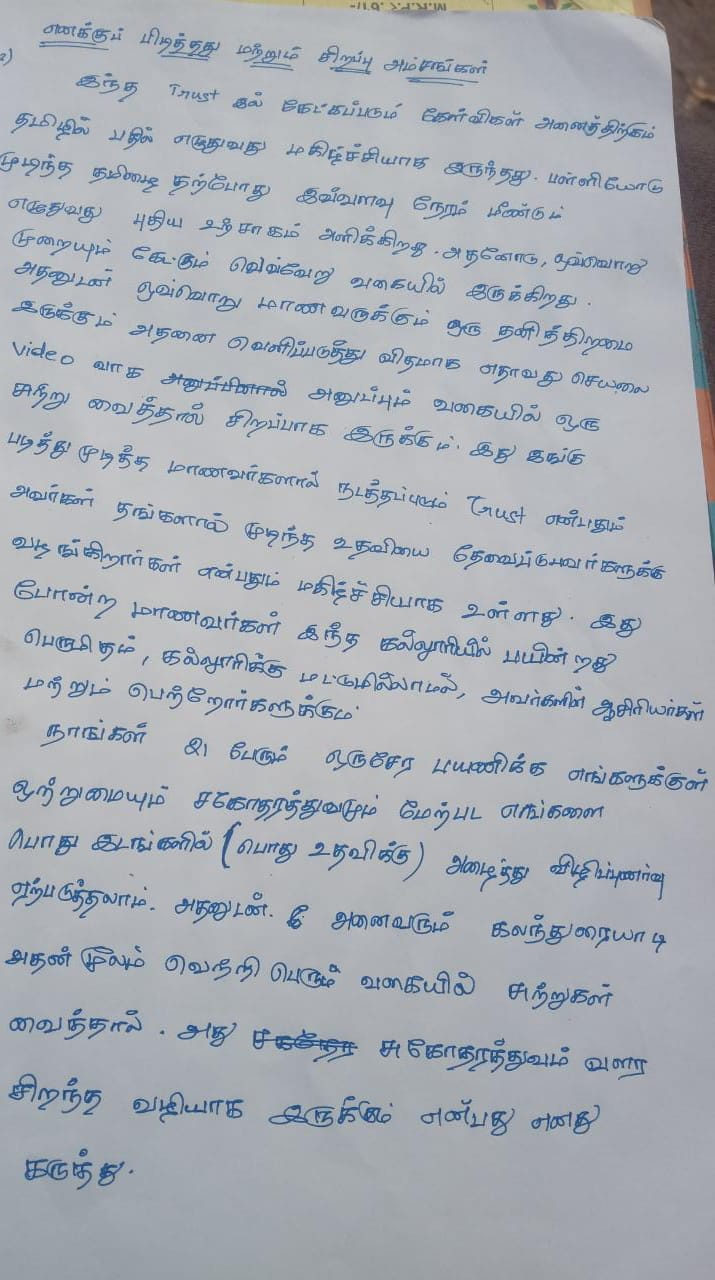 எனக்குப் பிடித்தது மற்றும் சிறப்பு அம்சங்கள்
இந்த Trust இல் கேட்கப்படும் கேள்விகள் அனைத்திற்கும்
தமிழில் பதில் எழுதுவது மகிழ்ச்சியாக இருந்தது. பள்ளியோடு
முடிந்த தமிழை தற்போது இவ்வளவு நேரம் மீண்டும்
எழுதுவது புதிய உற்சாகம் அளிக்கிறது. அதனோடு, ஒவ்வொரு
முறையும் கேட்கும் வெவ்வேறு வகையில் இருக்கிறது.
அதனுடன் ஒவ்வொரு மாணவருக்கும் ஒரு தனித்திறமை
இருக்கும் அதனை வெளிப்படுத்து விதமாக எதாவது செயலை
video வாக அனுப்பும் வகையில் ஒரு
சுற்று வைத்தால் சிறப்பாக இருக்கும். இது இங்கு
படித்து முடித்த மாணவர்களால் நடத்தப்படும் Trust என்பதும்
அவர்கள் தங்களால் முடிந்த உதவியை தேவைப்படுபவர்களுக்கு
வழங்கிறார்கள் என்பதும் மகிழ்ச்சியாக உள்ளது. இது
போன்ற மாணவர்கள் இந்த கல்லூரியில் பயின்றது
பெருமிதம், கல்லூரிக்கு மட்டுமில்லாமல், அவர்களின் ஆசிரியர்கள்
மற்றும் பெற்றோர்களுக்கும்
நாங்கள் 21 பேரும் ஒருசேர பயணிக்க எங்களுக்குள்
ஒற்றுமையும் சகோதரத்துவமும் மேற்பட எங்களை
பொது இடங்களில் (பொது உதவிக்கு) அழைத்து விழிப்புணர்வு
ஏற்படுத்தலாம். அதனுடன். அனைவரும் கலந்துரையாடி
அதன் மூலம் வெற்றி பெரும் வகையில் சுற்றுகள்
வைத்தால். அது சகோதரத்துவம் வளர
சிறந்த வழியாக இருக்கும் என்பது எனது
கருத்து.